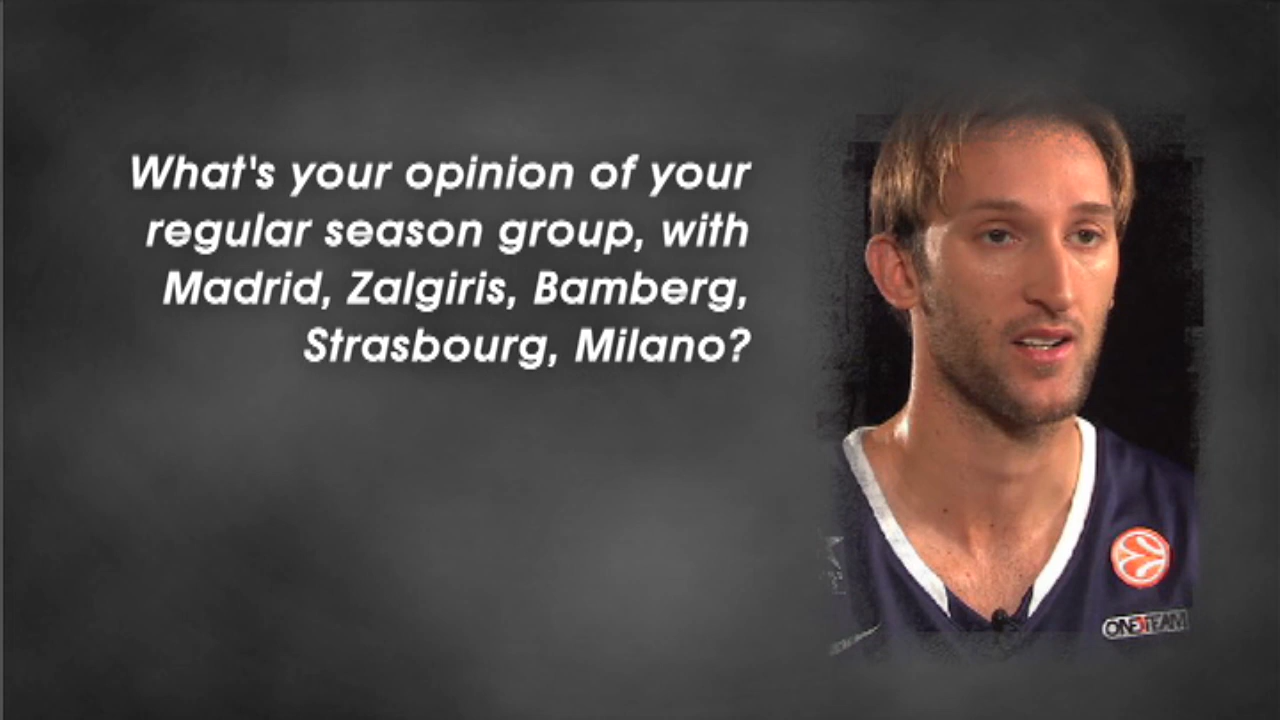 What's your opinion of your
regular season group, with
Madrid, Zalgiris, Bamberg,
Strasbourg, Milano?
ONE TEAM